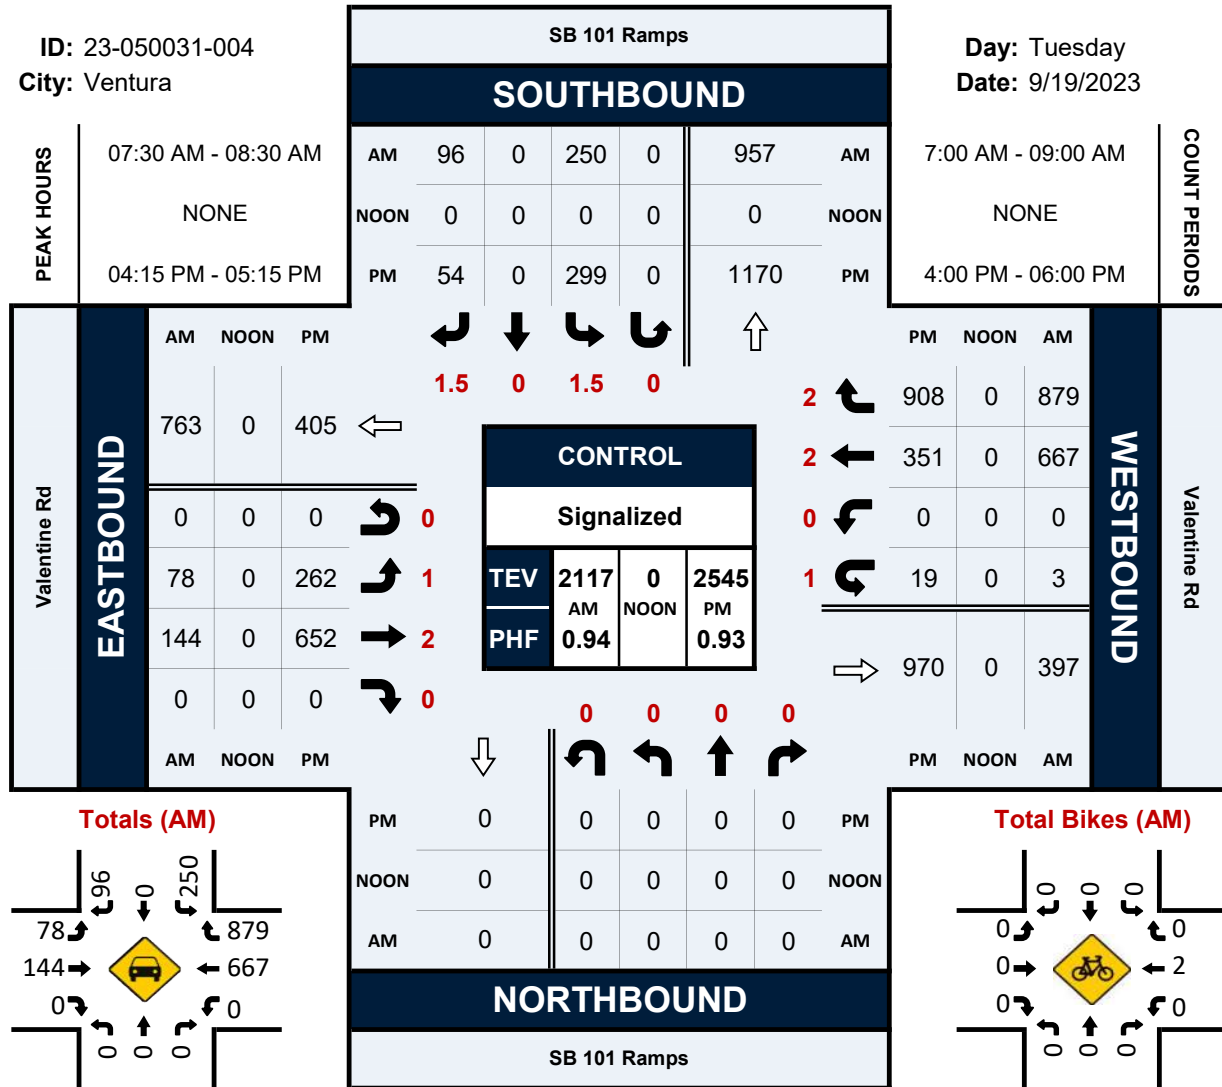 ID: 23-050031-004
City: Ventura
SB 101 Ramps
Day: Tuesday
Date: 9/19/2023
SOUTHBOUND
PEAK HOURS
07:30 AM - 08:30 AM
NONE
04:15 PM - 05:15 PM
AM 96 0 250 0 957 AM
NOON 0 0 0 0 0 NOON
PM 54 0 299 0 1170 PM
7:00 AM - 09:00 AM
NONE
4:00 PM - 06:00 PM
COUNT PERIODS
1.5 0 1.5 0
Valentine Rd
EASTBOUND
AM NOON PM
763 0 405
0 0 0 0
78 0 262 1
144 0 652 2
0 0 0 0
AM NOON PM
CONTROL
Signalized
TEV 2117 0 2545
AM NOON PM
PHF 0.94 0.93
PM NOON AM
2 908 0 879
2 351 0 667
0 0 0 0
1 19 0 3
970 0 397
PM NOON AM
WESTBOUND
Valentine Rd
0 0 0 0
PM 0 0 0 0 0 PM
NOON 0 0 0 0 0 NOON
AM 0 0 0 0 0 AM
NORTHBOUND
SB 101 Ramps
Totals (AM)
96 0 250
78 879
144 667
0 0
0 0 0
Total Bikes (AM)
0 0 0
0 0
0 2
0 0
0 0 0